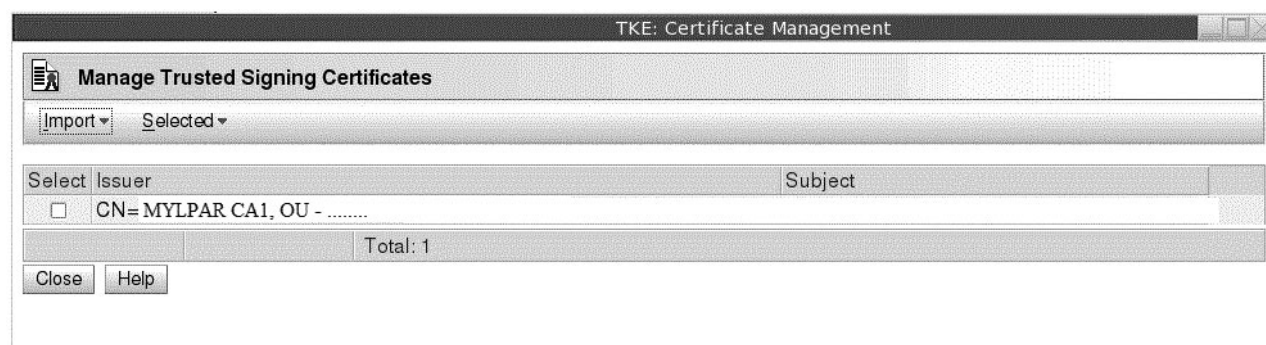 TKE: Certificate Management
Manage Trusted Signing Certificates
Import Selected
Select Issuer Subject
CN= MYLPAR CA1, OU - ........
Total: 1
Close Help